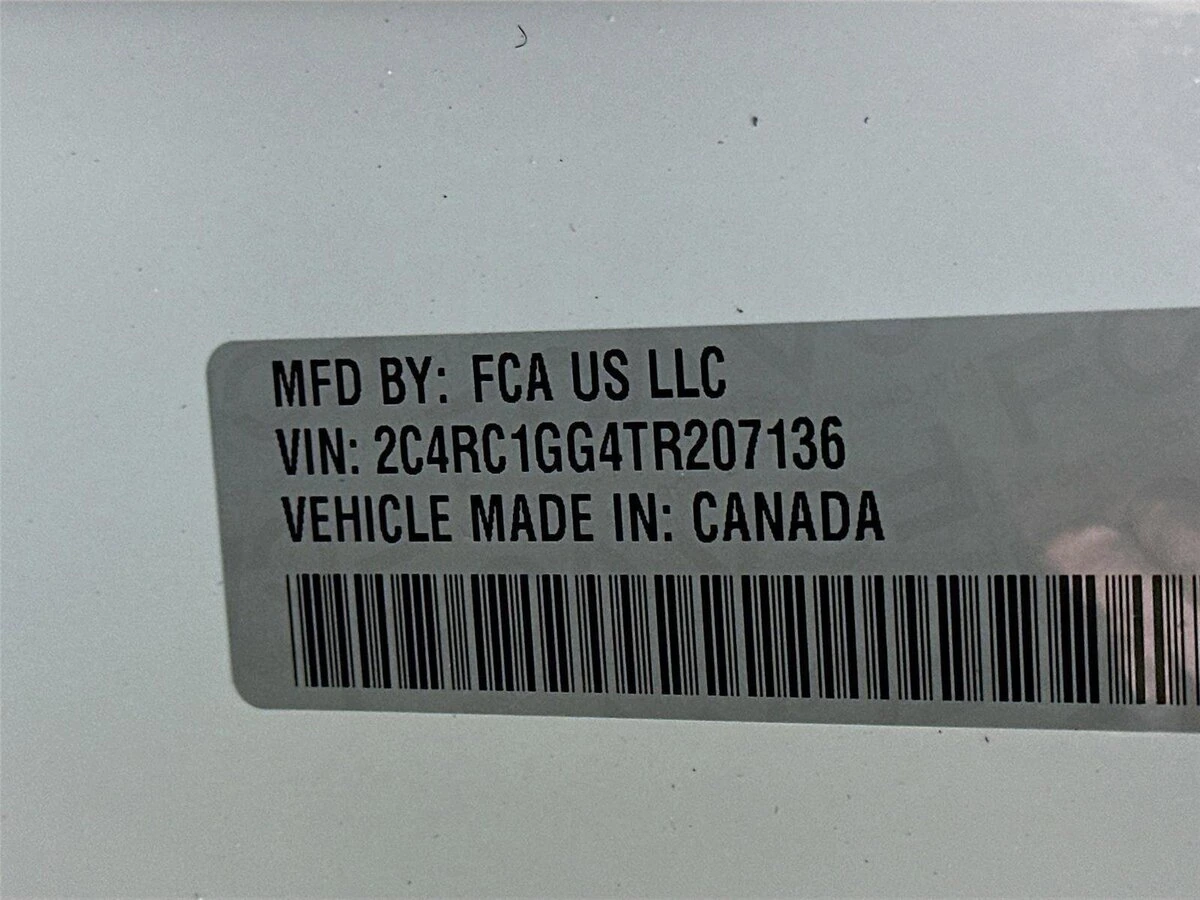 MFD BY: FCA US LLC
VIN: 2C4RC1GG4TR207136
VEHICLE MADE IN: CANADA